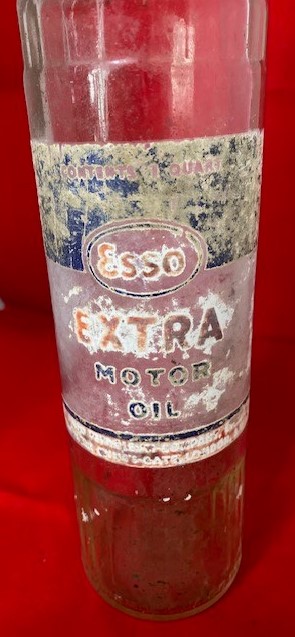 CONTENTS 1 QUART
Esso
EXTRA
MOTOR
OIL